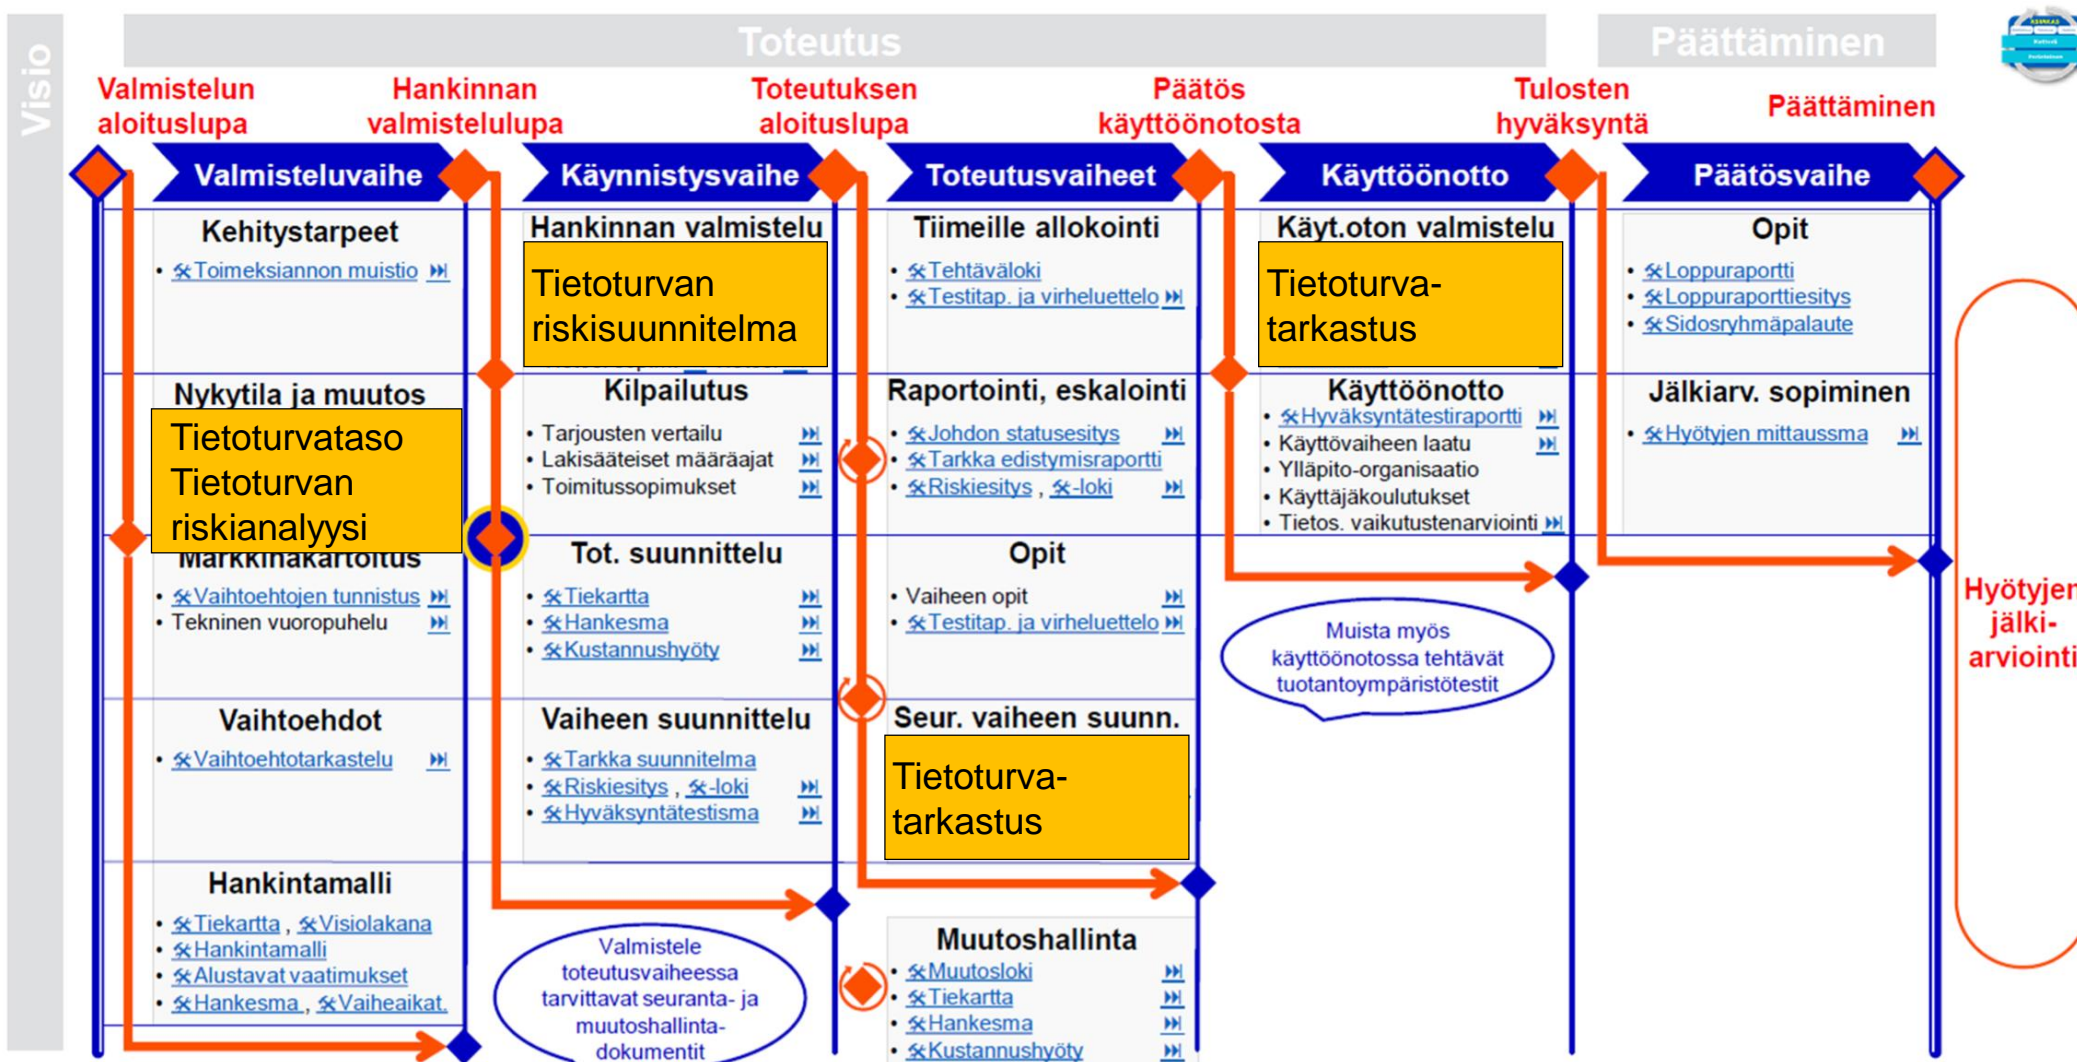 Visio
Toteutus
Päättäminen
Valmistelun
aloituslupa
Hankinnan
valmistelulupa
Toteutuksen
aloituslupa
Päätös
käyttöönotosta
Tulosten
hyväksyntä
Päättäminen
Valmisteluvaihe
Käynnistysvaihe
Toteutusvaiheet
Käyttöönotto
Päätösvaihe
Kehitystarpeet
• Toimeksiannon muistio
Nykytila ja muutos
Tietoturvataso
Tietoturvan
riskianalyysi
Markkinakartoitus
• Vaihtoehtojen tunnistus
• Tekninen vuoropuhelu
Vaihtoehdot
• Vaihtoehtotarkastelu
Hankintamalli
• Tiekartta , Visiolakana
• Hankintamalli
• Alustavat vaatimukset
• Hankesma , Vaiheaikat.
Hankinnan valmistelu
Tietoturvan
riskisuunnitelma
Kilpailutus
• Tarjousten vertailu
• Lakisääteiset määräajat
• Toimitussopimukset
Tot. suunnittelu
• Tiekartta
• Hankesma
• Kustannushyöty
Vaiheen suunnittelu
• Tarkka suunnitelma
• Riskiesitys , -loki
• Hyväksyntätestisma
Valmistele
toteutusvaiheessa
tarvittavat seuranta- ja
muutoshallinta-
dokumentit
Tiimeille allokointi
• Tehtäväloki
• Testitap. ja virheluettelo
Raportointi, eskalointi
• Johdon statusesitys
• Tarkka edistymisraportti
• Riskiesitys , -loki
Opit
• Vaiheen opit
• Testitap. ja virheluettelo
Seur. vaiheen suunn.
Tietoturva-
tarkastus
Muutoshallinta
• Muutosloki
• Tiekartta
• Hankesma
• Kustannushyöty
Käyt.oton valmistelu
Tietoturva-
tarkastus
Käyttöönotto
• Hyväksyntätestiraportti
• Käyttövaiheen laatu
• Ylläpito-organisaatio
• Käyttäjäkoulutukset
• Tietos. vaikutustenarviointi
Muista myös
käyttöönotossa tehtävät
tuotantoympäristötestit
Opit
• Loppuraportti
• Loppuraporttiesitys
• Sidosryhmäpalaute
Jälkiarv. sopiminen
• Hyötyjen mittaussma
Hyötyjen
jälki-
arviointi